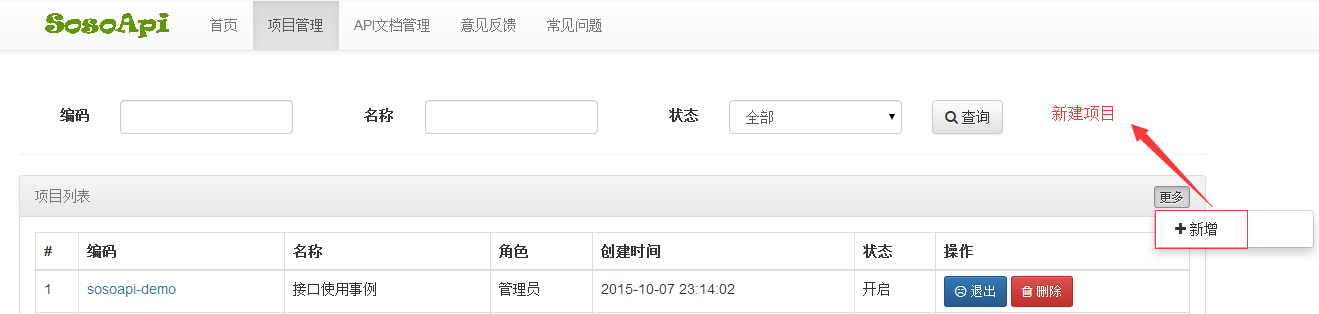 SosoApi 首页 项目管理 API文档管理 意见反馈 常见问题
编码 名称 状态 全部 查询 新建项目
项目列表 更多
新增
# 编码 名称 角色 创建时间 状态 操作
1 sosoapi-demo 接口使用事例 管理员 2015-10-07 23:14:02 开启 退出 删除